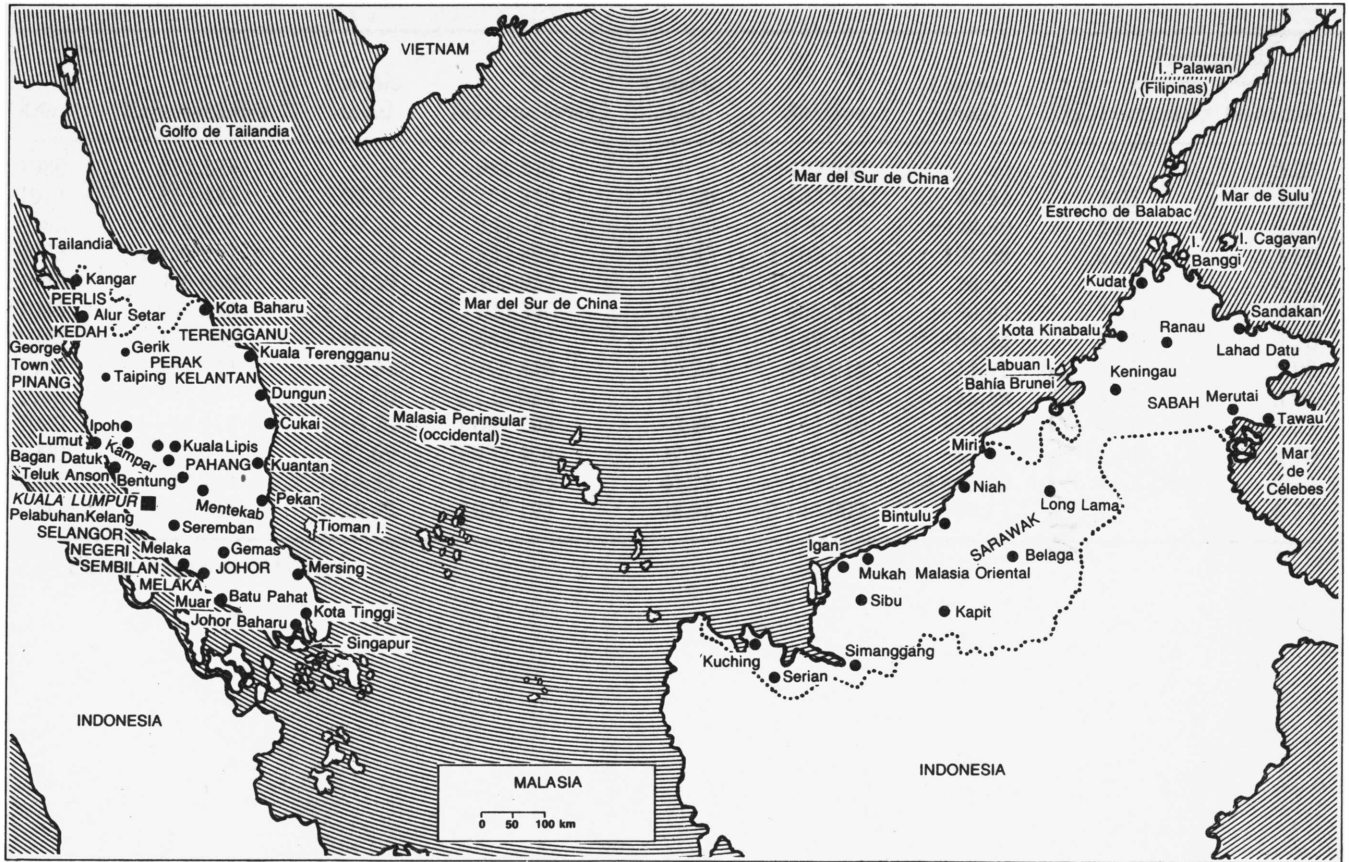 VIETNAM
I. Palawan
(Filipinas)
Golfo de Tailandia
Mar del Sur de China
Mar de Sulu
Estrecho de Balabac
I. Cagayan
I.
Banggi
Tailandia
Kangar
PERLIS
Alur Setar
KEDAH
Kota Baharu
TERENGGANU
George
Town
PINANG
Gerik
PERAK
Taiping
KELANTAN
Kuala Terengganu
Dungun
Cukai
Ipoh
Lumut
Kampar
Kuala Lipis
Bagan Datuk
PAHANG
Kuantan
Teluk Anson
Bentung
KUALA LUMPUR
Mentekab
Pekan
Pelabuhan Kelang
Seremban
SELANGOR
Tioman I.
NEGERI
SEMBILAN
Melaka
Gemas
JOHOR
Mersing
MELAKA
Muar
Batu Pahat
Kota Tinggi
Johor Baharu
Singapur
INDONESIA
Mar del Sur de China
Malasia Peninsular
(occidental)
Kudat
Sandakan
Kota Kinabalu
Ranau
Lahad Datu
Labuan I.
Bahía Brunei
Keningau
SABAH
Merutai
Tawau
Miri
Mar
de
Célebes
Niah
Long Lama
Bintulu
SARAWAK
Igan
Mukah
Malasia Oriental
Belaga
Sibu
Kapit
Kuching
Simanggang
Serian
INDONESIA
MALASIA
0 50 100 km